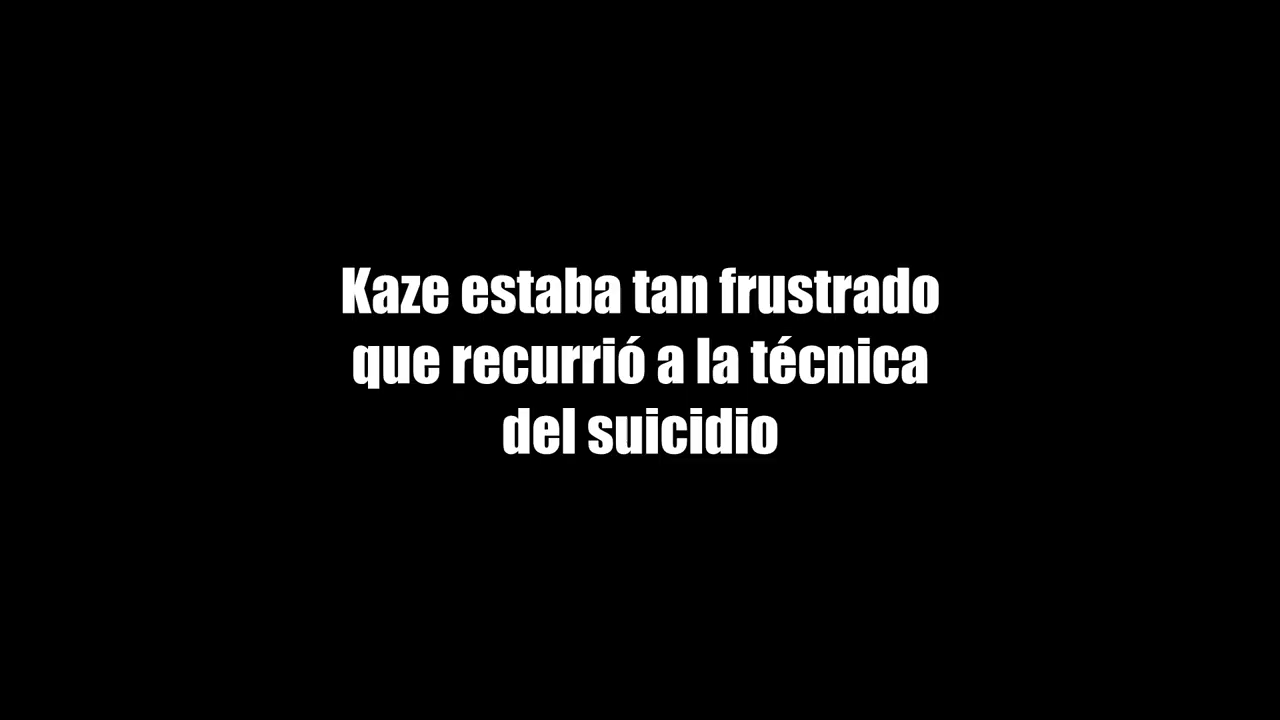 Kaze estaba tan frustrado
que recurrió a la técnica
del suicidio